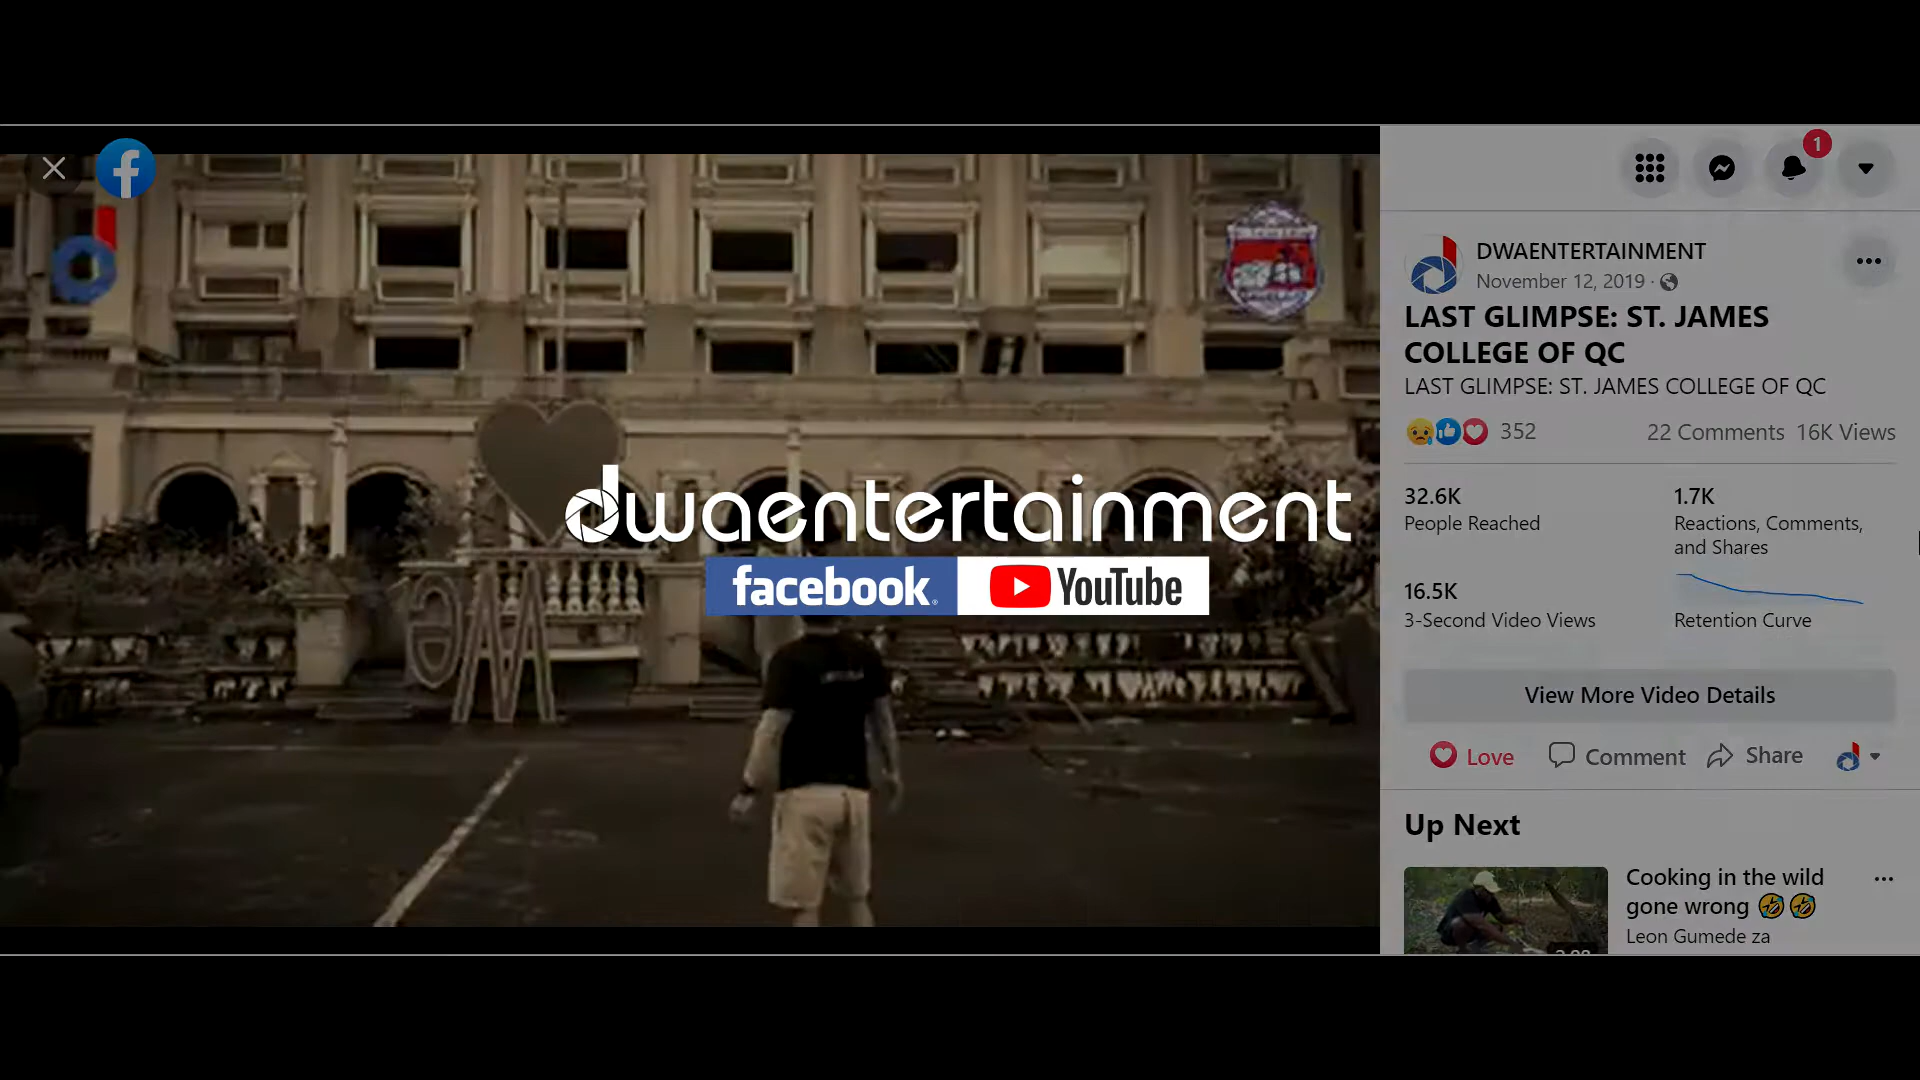 dwaentertainment
facebook
YouTube
1
DWAENTERTAINMENT
November 12, 2019 ·
LAST GLIMPSE: ST. JAMES
COLLEGE OF QC
LAST GLIMPSE: ST. JAMES COLLEGE OF QC
352
22 Comments 16K Views
32.6K
People Reached
1.7K
Reactions, Comments,
and Shares
16.5K
3-Second Video Views
Retention Curve
View More Video Details
Love
Comment
Share
Up Next
Cooking in the wild
gone wrong 🤣🤣
Leon Gumede za